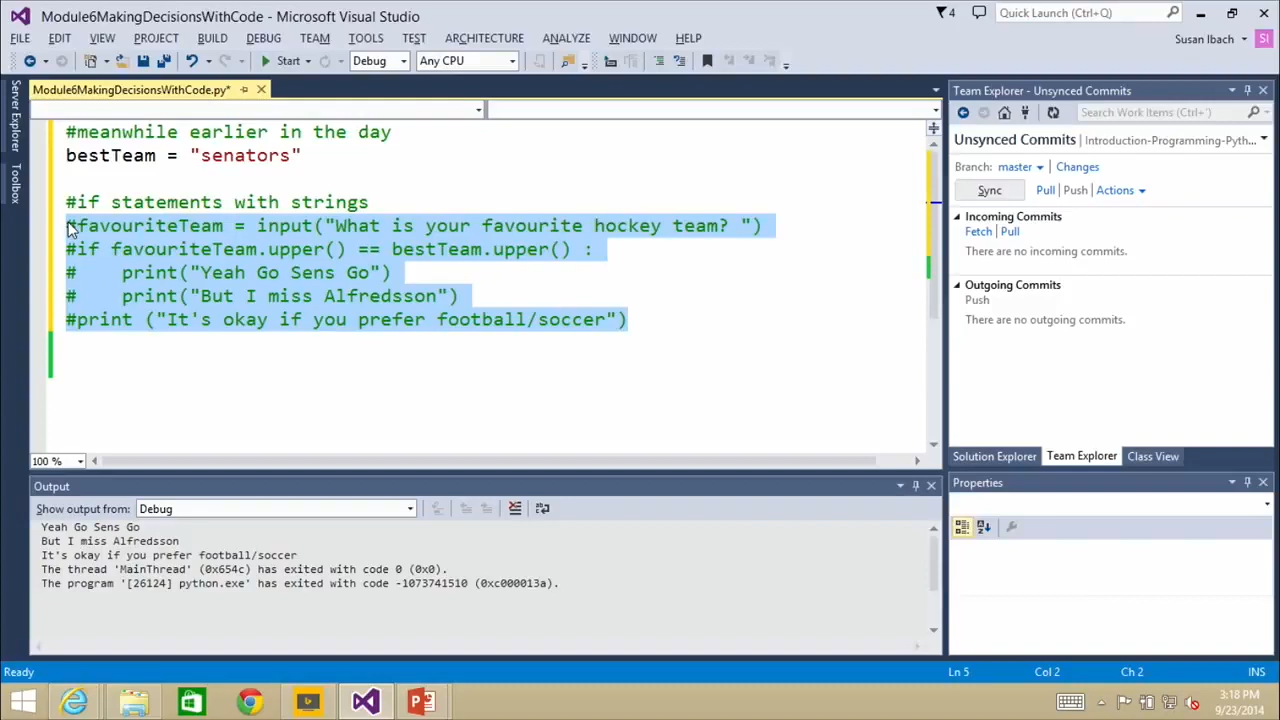 Module6MakingDecisionsWithCode - Microsoft Visual Studio
4
Quick Launch (Ctrl+Q)
FILE EDIT VIEW PROJECT BUILD DEBUG TEAM TOOLS TEST ARCHITECTURE ANALYZE WINDOW HELP
Susan Ibach
SI
Start Debug Any CPU
Server Explorer
Toolbox
Module6MakingDecisionsWithCode.py*
#meanwhile earlier in the day
bestTeam = "senators"
#if statements with strings
#favouriteTeam = input("What is your favourite hockey team? ")
#if favouriteTeam.upper() == bestTeam.upper() :
#    print("Yeah Go Sens Go")
#    print("But I miss Alfredsson")
#print ("It's okay if you prefer football/soccer")
100 %
Output
Show output from: Debug
Yeah Go Sens Go
But I miss Alfredsson
It's okay if you prefer football/soccer
The thread 'MainThread' (0x654c) has exited with code 0 (0x0).
The program '[26124] python.exe' has exited with code -1073741510 (0xc000013a).
Team Explorer - Unsynced Commits
Search Work Items (Ctrl+')
Unsynced Commits | Introduction-Programming-Pyth...
Branch: master Changes
Sync Pull | Push | Actions
Incoming Commits
Fetch | Pull
There are no incoming commits.
Outgoing Commits
Push
There are no outgoing commits.
Solution Explorer Team Explorer Class View
Properties
Ready Ln 5 Col 2 Ch 2 INS
3:18 PM
9/23/2014